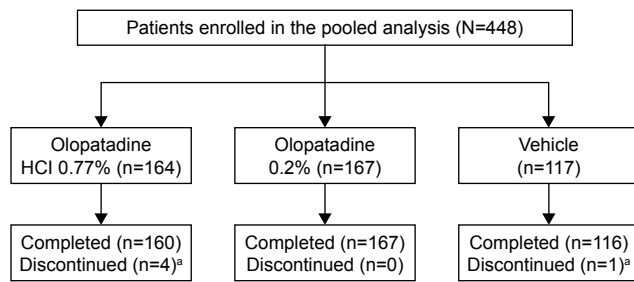 Patients enrolled in the pooled analysis (N=448)
Olopatadine
HCI 0.77% (n=164)
Olopatadine
0.2% (n=167)
Vehicle
(n=117)
Completed (n=160)
Discontinued (n=4)ᵃ
Completed (n=167)
Discontinued (n=0)
Completed (n=116)
Discontinued (n=1)ᵃ